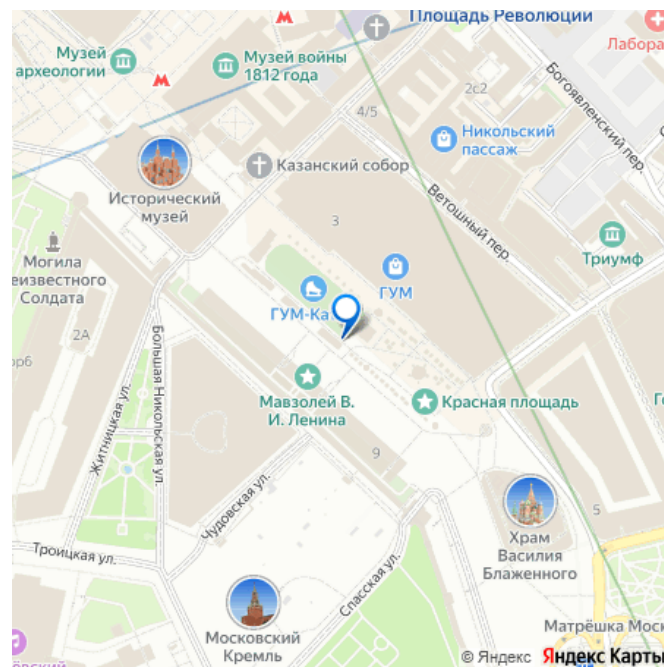 Площадь Революции
Музей
археологии
Музей войны
1812 года
Лабора
Богоявленский пер.
2с2
4/5
Никольский
пассаж
Казанский собор
Исторический
музей
Ветошный пер.
3
Триумф
Могила
еизвестного
Солдата
ГУМ
ГУМ-Ка
2А
Большая Никольская ул.
Житницкая ул.
Мавзолей В.
И. Ленина
Красная площадь
9
Чудовская ул.
5
Храм
Василия
Блаженного
Троицкая ул.
Спасская ул.
Московский
Кремль
Матрёшка Моск
ёвский
© Яндекс Яндекс Карты